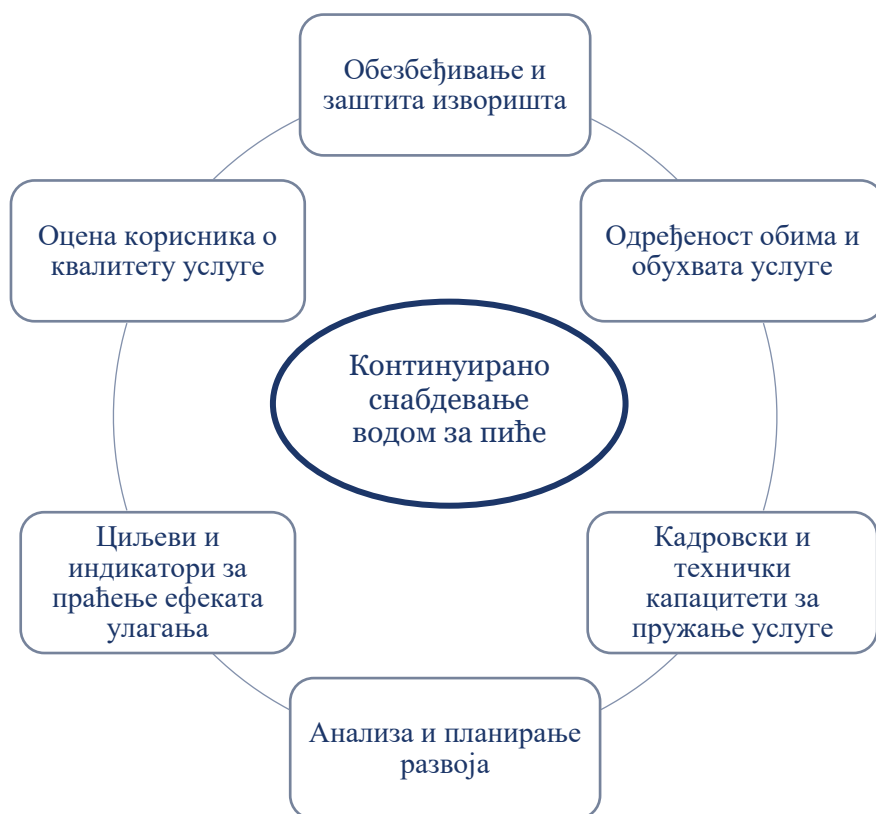 Обезбеђивање и
заштита изворишта
Оцена корисника о
квалитету услуге
Одређеност обима и
обухвата услуге
Континуирано
снабдевање
водом за пиће
Циљеви и
индикатори за
праћење ефеката
улагања
Кадровски и
технички
капацитети за
пружање услуге
Анализа и планирање
развоја